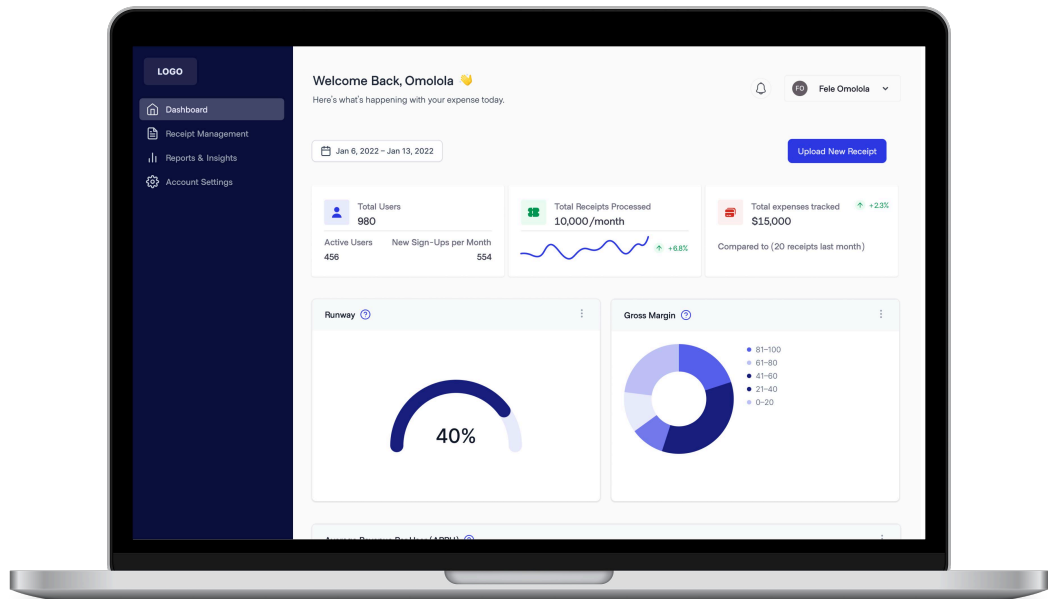 LOGO
Dashboard
Receipt Management
Reports & Insights
Account Settings
Welcome Back, Omolola 👋
Here's what's happening with your expense today.
FO Fele Omolola
Jan 6, 2022 – Jan 13, 2022
Upload New Receipt
Total Users
980
Active Users New Sign-Ups per Month
456 554
Total Receipts Processed
10,000/month
+6.8%
Total expenses tracked +2.3%
$15,000
Compared to (20 receipts last month)
Runway ?
40%
Gross Margin ?
81–100
61–80
41–60
21–40
0–20